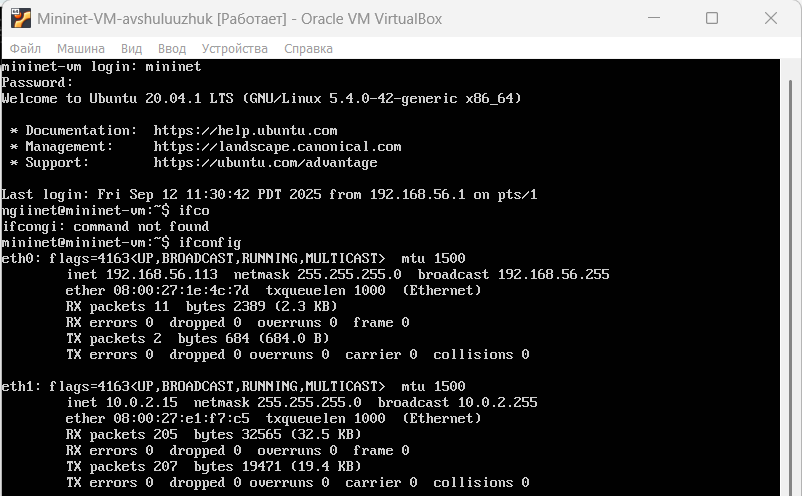 Mininet-VM-avshuluuzhuk [Работает] - Oracle VM VirtualBox
Файл Машина Вид Ввод Устройства Справка
mininet-vm login: mininet
Password:
Welcome to Ubuntu 20.04.1 LTS (GNU/Linux 5.4.0-42-generic x86_64)
* Documentation: https://help.ubuntu.com
* Management: https://landscape.canonical.com
* Support: https://ubuntu.com/advantage
Last login: Fri Sep 12 11:30:42 PDT 2025 from 192.168.56.1 on pts/1
ngiinet@mininet-vm:~$ ifco
ifcongi: command not found
mininet@mininet-vm:~$ ifconfig
eth0: flags=4163<UP,BROADCAST,RUNNING,MULTICAST> mtu 1500
inet 192.168.56.113 netmask 255.255.255.0 broadcast 192.168.56.255
ether 08:00:27:1e:4c:7d txqueuelen 1000 (Ethernet)
RX packets 11 bytes 2389 (2.3 KB)
RX errors 0 dropped 0 overruns 0 frame 0
TX packets 2 bytes 684 (684.0 B)
TX errors 0 dropped 0 overruns 0 carrier 0 collisions 0
eth1: flags=4163<UP,BROADCAST,RUNNING,MULTICAST> mtu 1500
inet 10.0.2.15 netmask 255.255.255.0 broadcast 10.0.2.255
ether 08:00:27:e1:f7:c5 txqueuelen 1000 (Ethernet)
RX packets 205 bytes 32565 (32.5 KB)
RX errors 0 dropped 0 overruns 0 frame 0
TX packets 207 bytes 19471 (19.4 KB)
TX errors 0 dropped 0 overruns 0 carrier 0 collisions 0